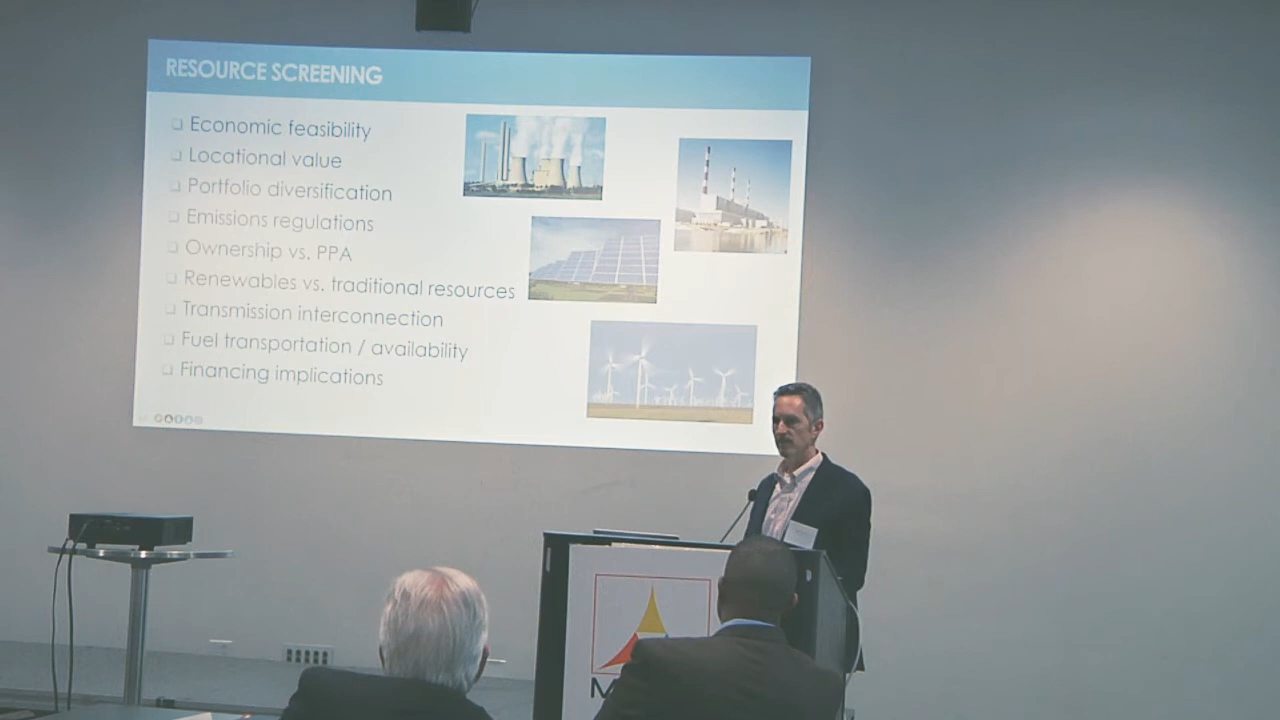 RESOURCE SCREENING
Economic feasibility
Locational value
Portfolio diversification
Emissions regulations
Ownership vs. PPA
Renewables vs. traditional resources
Transmission interconnection
Fuel transportation / availability
Financing implications
M